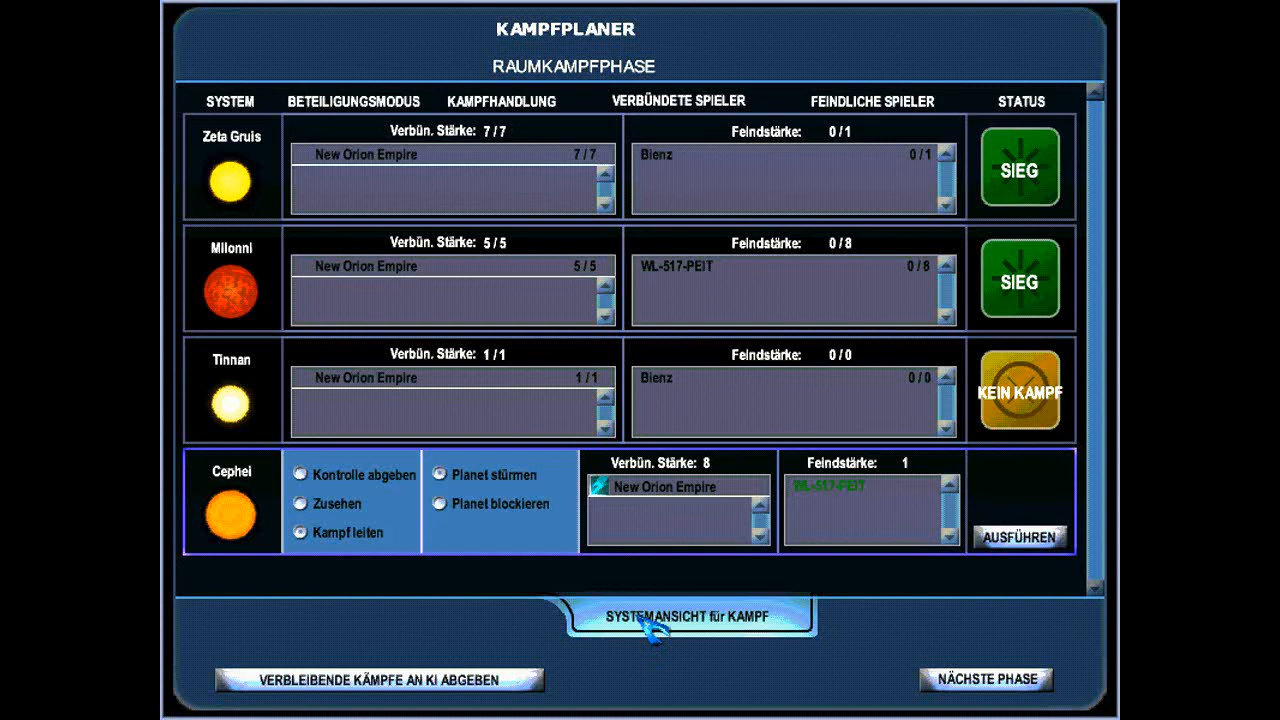 KAMPFPLANER
RAUMKAMPFPHASE
SYSTEM BETEILIGUNGSMODUS KAMPFHANDLUNG VERBÜNDETE SPIELER FEINDLICHE SPIELER STATUS
Zeta Gruis Verbün. Stärke: 7 / 7 Feindstärke: 0 / 1
New Orion Empire 7 / 7 Bienz 0 / 1
SIEG
Milonni Verbün. Stärke: 5 / 5 Feindstärke: 0 / 8
New Orion Empire 5 / 5 WL-517-PEIT 0 / 8
SIEG
Tinnan Verbün. Stärke: 1 / 1 Feindstärke: 0 / 0
New Orion Empire 1 / 1 Bienz 0 / 0
KEIN KAMPF
Cephei Verbün. Stärke: 8 Feindstärke: 1
Kontrolle abgeben Planet stürmen New Orion Empire WL-517-PEIT
Zusehen Planet blockieren
Kampf leiten AUSFÜHREN
SYSTEMANSICHT für KAMPF
VERBLEIBENDE KÄMPFE AN KI ABGEBEN NÄCHSTE PHASE